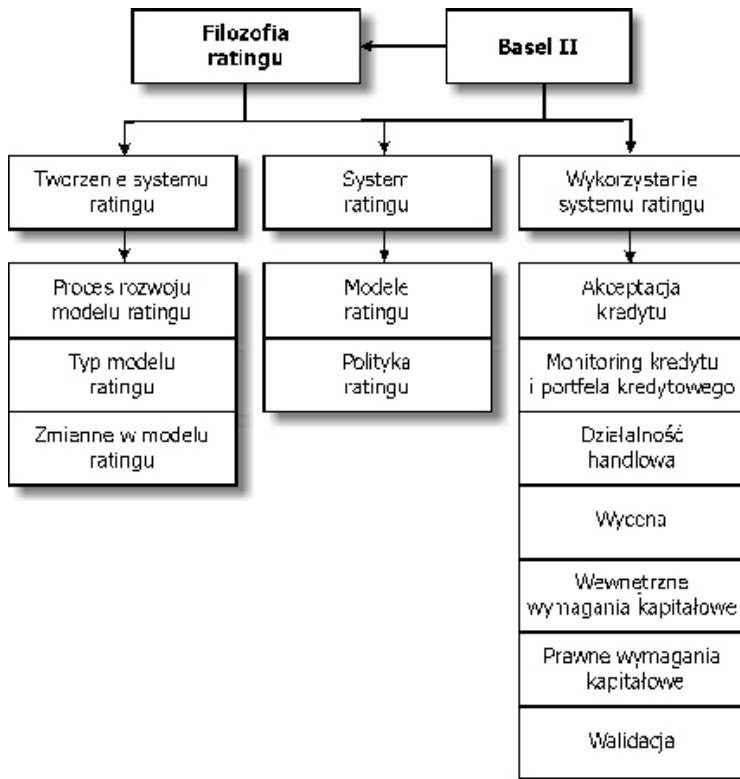 Filozofia
ratingu
Basel II
Tworzenie systemu
ratingu
System
ratingu
Wykorzystanie
systemu ratingu
Proces rozwoju
modelu ratingu
Typ modelu
ratingu
Zmienne w modelu
ratingu
Modele
ratingu
Polityka
ratingu
Akceptacja
kredytu
Monitoring kredytu
i portfela kredytowego
Działalność
handlowa
Wycena
Wewnętrzne
wymagania kapitałowe
Prawne wymagania
kapitałowe
Walidacja